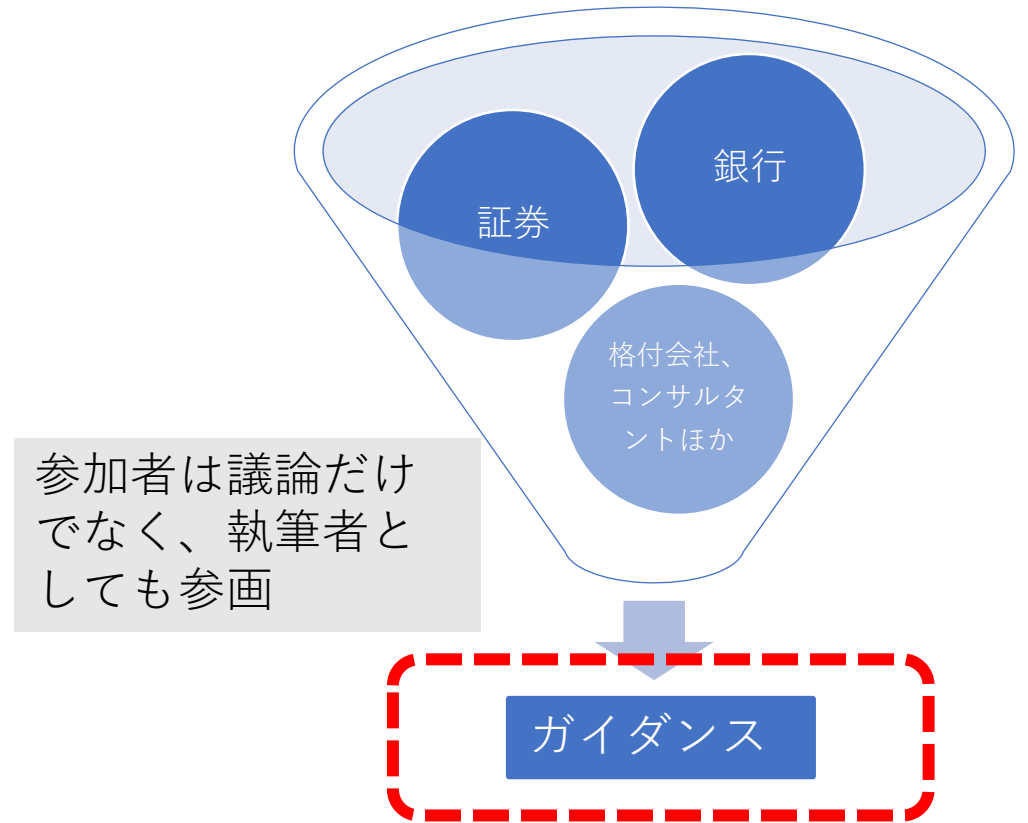 銀行
証券
格付会社、
コンサルタ
ントほか
参加者は議論だけ
でなく、執筆者と
しても参画
ガイダンス